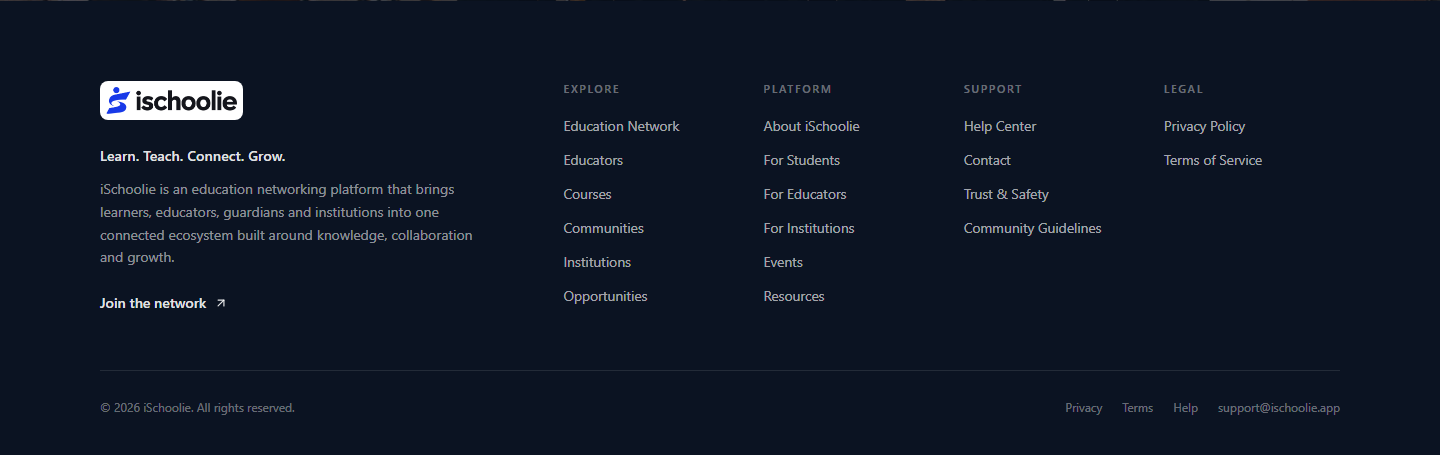 ischoolie
Learn. Teach. Connect. Grow.
iSchoolie is an education networking platform that brings
learners, educators, guardians and institutions into one
connected ecosystem built around knowledge, collaboration
and growth.
Join the network
EXPLORE
Education Network
Educators
Courses
Communities
Institutions
Opportunities
PLATFORM
About iSchoolie
For Students
For Educators
For Institutions
Events
Resources
SUPPORT
Help Center
Contact
Trust & Safety
Community Guidelines
LEGAL
Privacy Policy
Terms of Service
© 2026 iSchoolie. All rights reserved.
Privacy Terms Help support@ischoolie.app